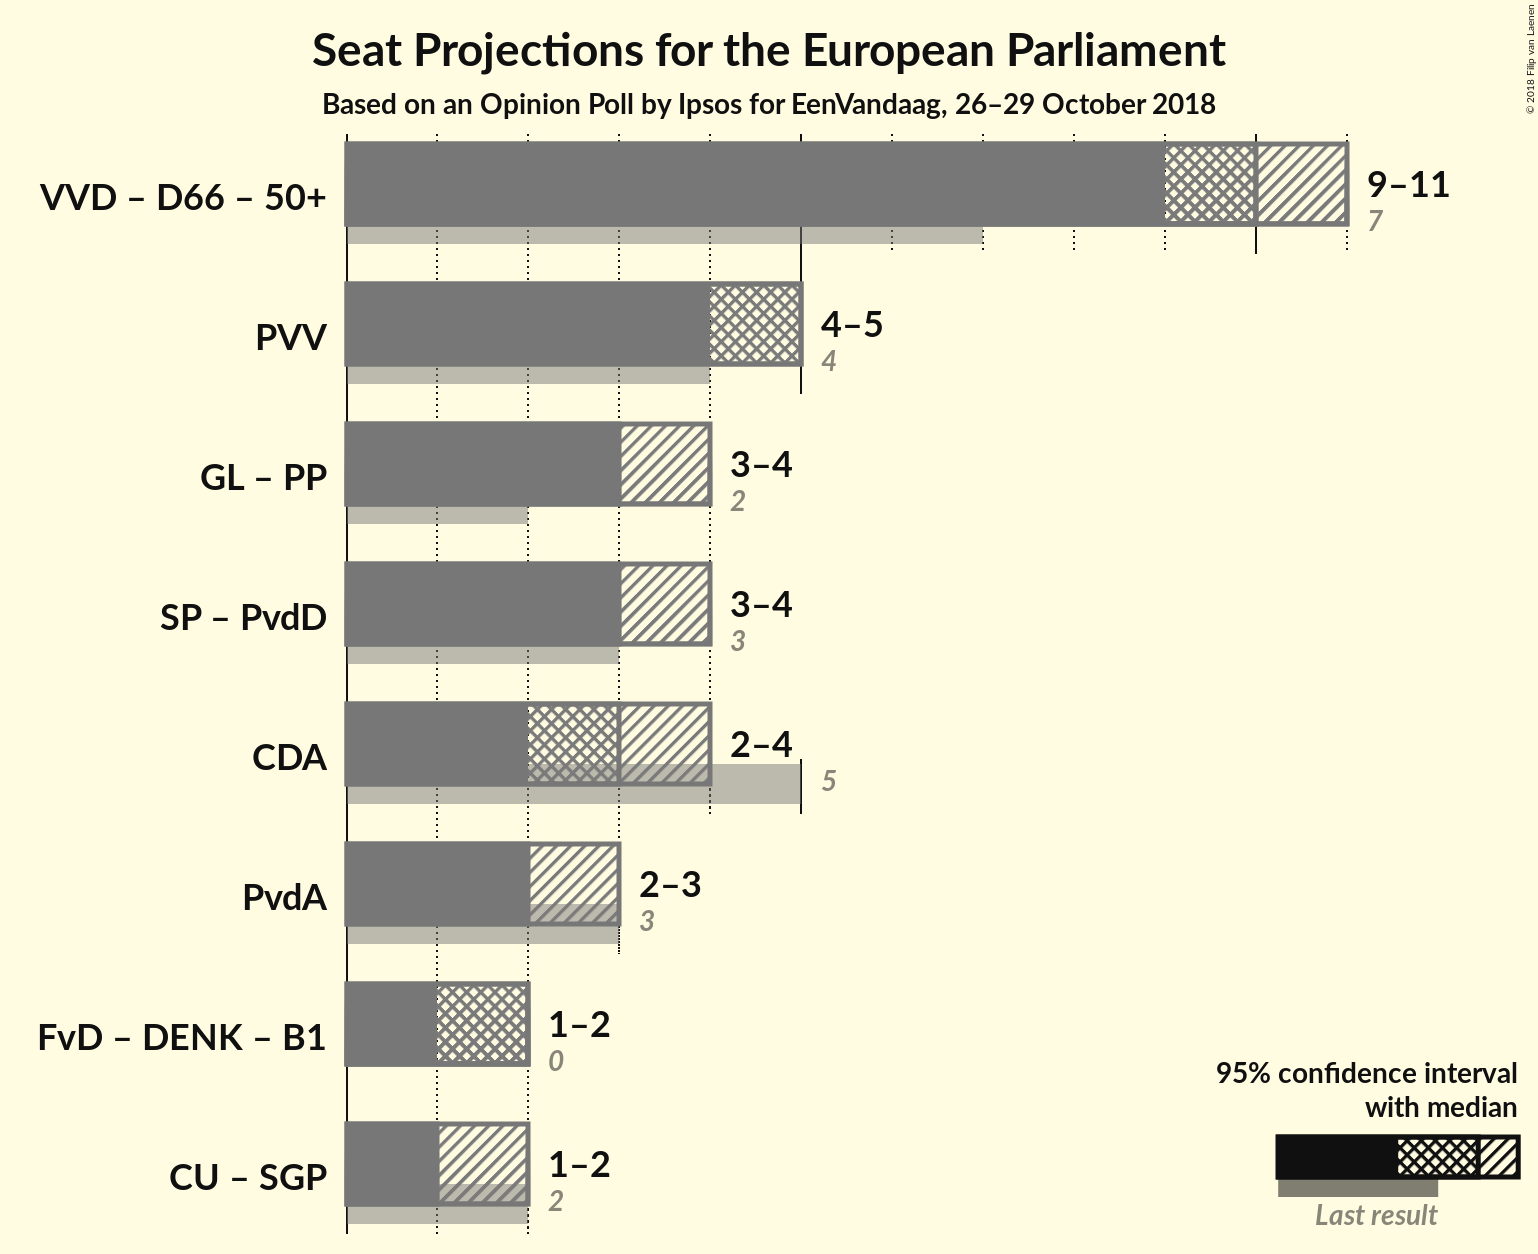 Seat Projections for the European Parliament
Based on an Opinion Poll by Ipsos for EenVandaag, 26–29 October 2018
© 2018 Filip van Laenen
VVD – D66 – 50+
9–11
7
PVV
4–5
4
GL – PP
3–4
2
SP – PvdD
3–4
3
CDA
2–4
5
PvdA
2–3
3
FvD – DENK – B1
1–2
0
CU – SGP
1–2
2
95% confidence interval
with median
Last result